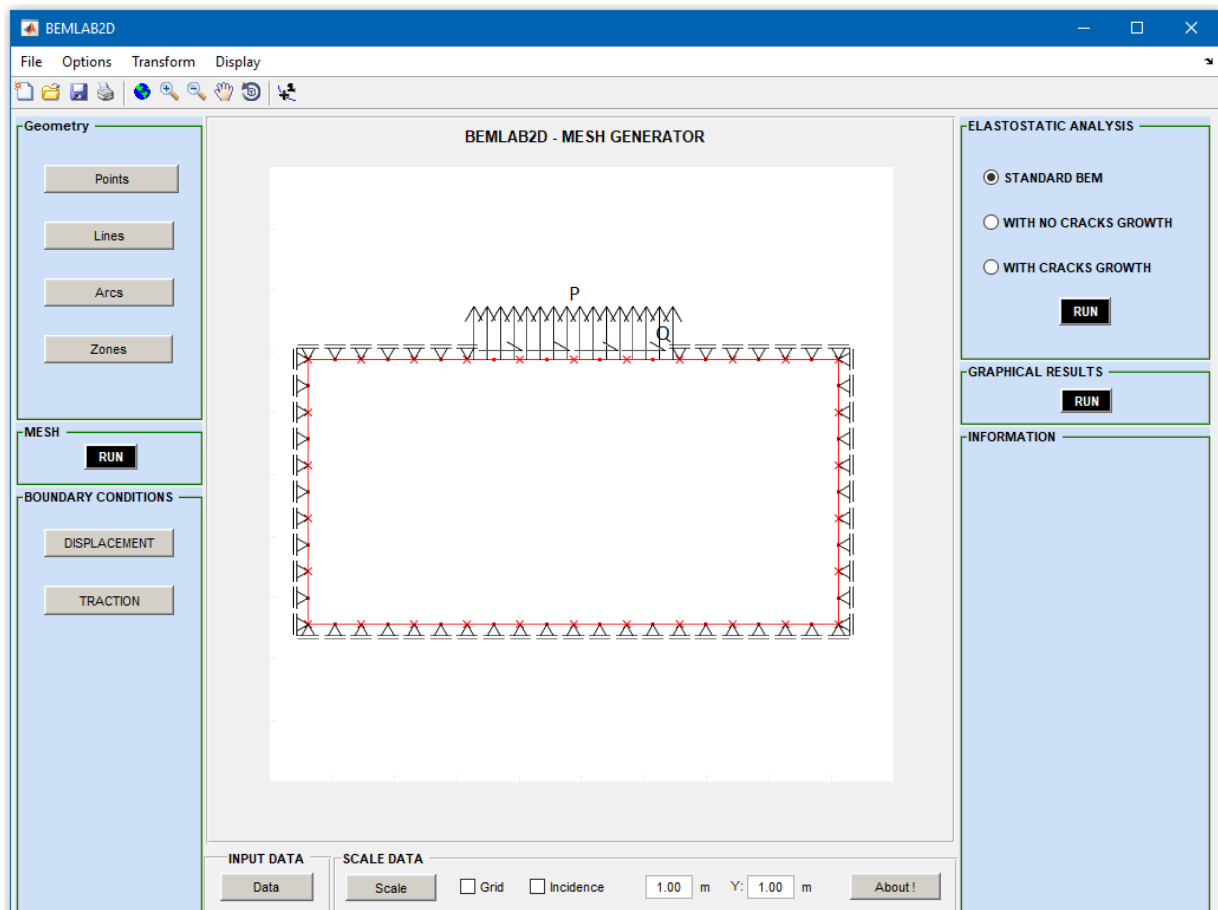 BEMLAB2D
File Options Transform Display
Geometry
Points
Lines
Arcs
Zones
MESH
RUN
BOUNDARY CONDITIONS
DISPLACEMENT
TRACTION
BEMLAB2D - MESH GENERATOR
P
Q
INPUT DATA
Data
SCALE DATA
Scale Grid Incidence 1.00 m Y: 1.00 m About !
ELASTOSTATIC ANALYSIS
STANDARD BEM
WITH NO CRACKS GROWTH
WITH CRACKS GROWTH
RUN
GRAPHICAL RESULTS
RUN
INFORMATION